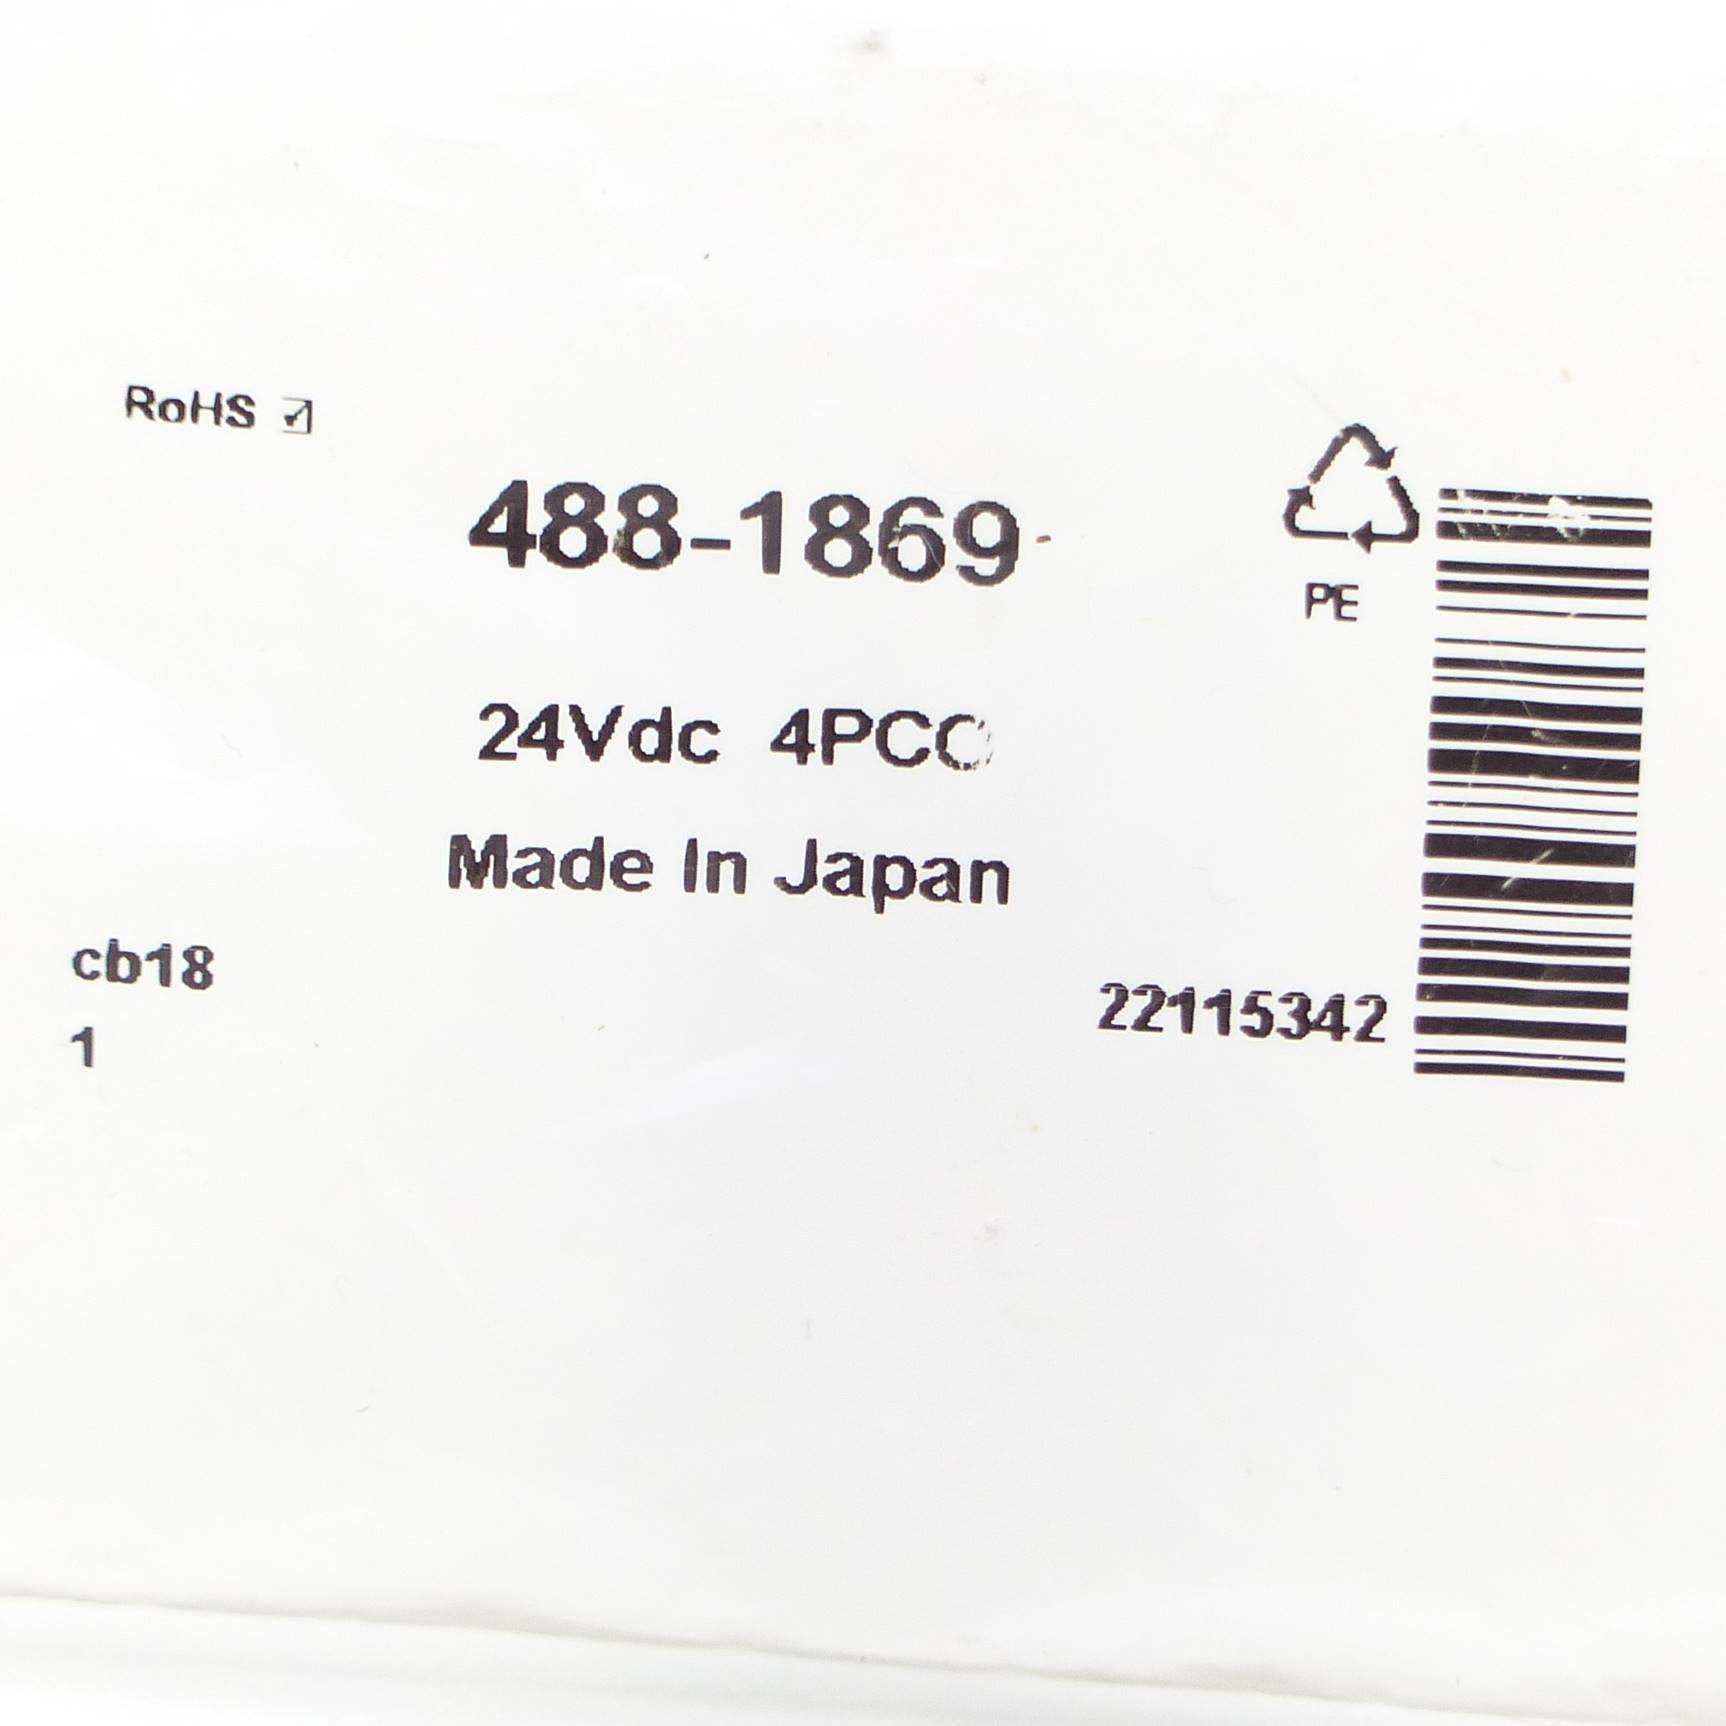 RoHS ☑
488-1869
PE
24Vdc 4PCO
Made In Japan
cb18
22115342
1